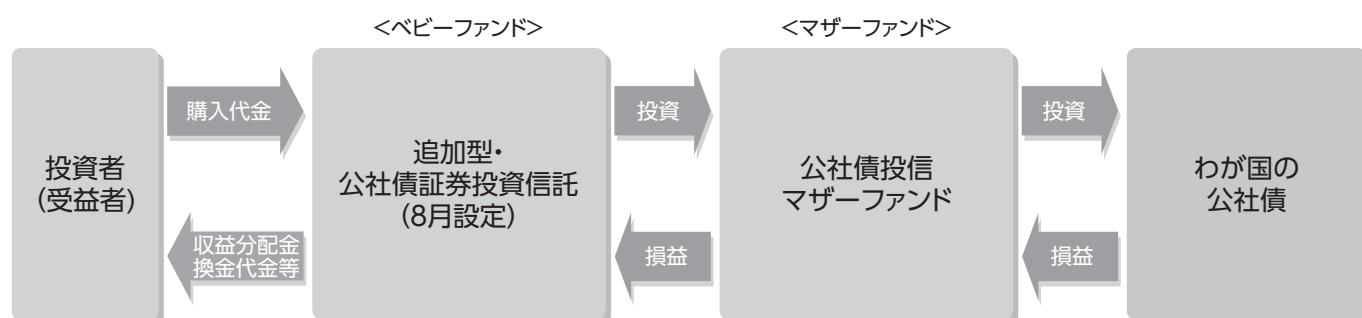 <ベビーファンド>
<マザーファンド>
投資者
(受益者)
購入代金
収益分配金
換金代金等
追加型・
公社債証券投資信託
(8月設定)
投資
損益
公社債投信
マザーファンド
投資
損益
わが国の
公社債